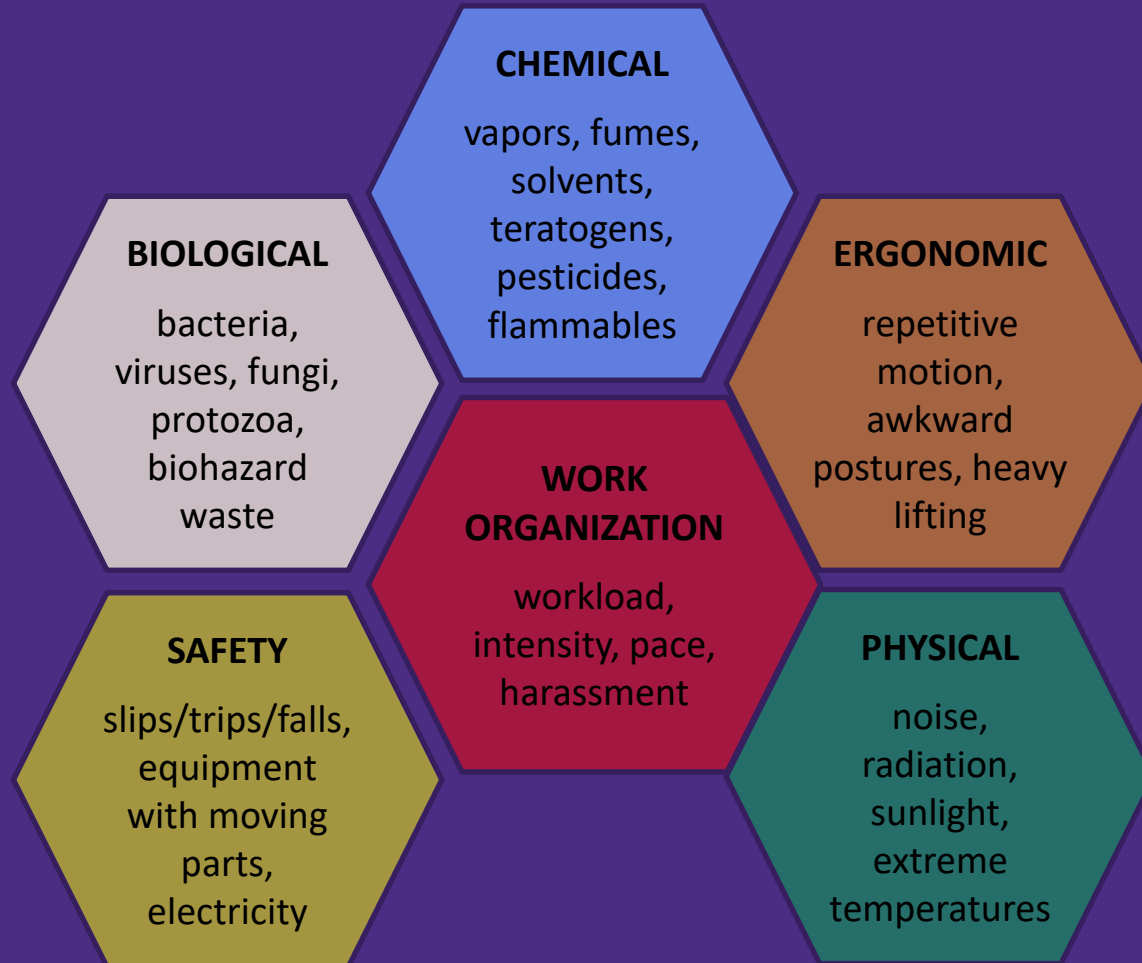 CHEMICAL
vapors, fumes,
solvents,
teratogens,
pesticides,
flammables
BIOLOGICAL
bacteria,
viruses, fungi,
protozoa,
biohazard
waste
ERGONOMIC
repetitive
motion,
awkward
postures, heavy
lifting
WORK
ORGANIZATION
workload,
intensity, pace,
harassment
SAFETY
slips/trips/falls,
equipment
with moving
parts,
electricity
PHYSICAL
noise,
radiation,
sunlight,
extreme
temperatures